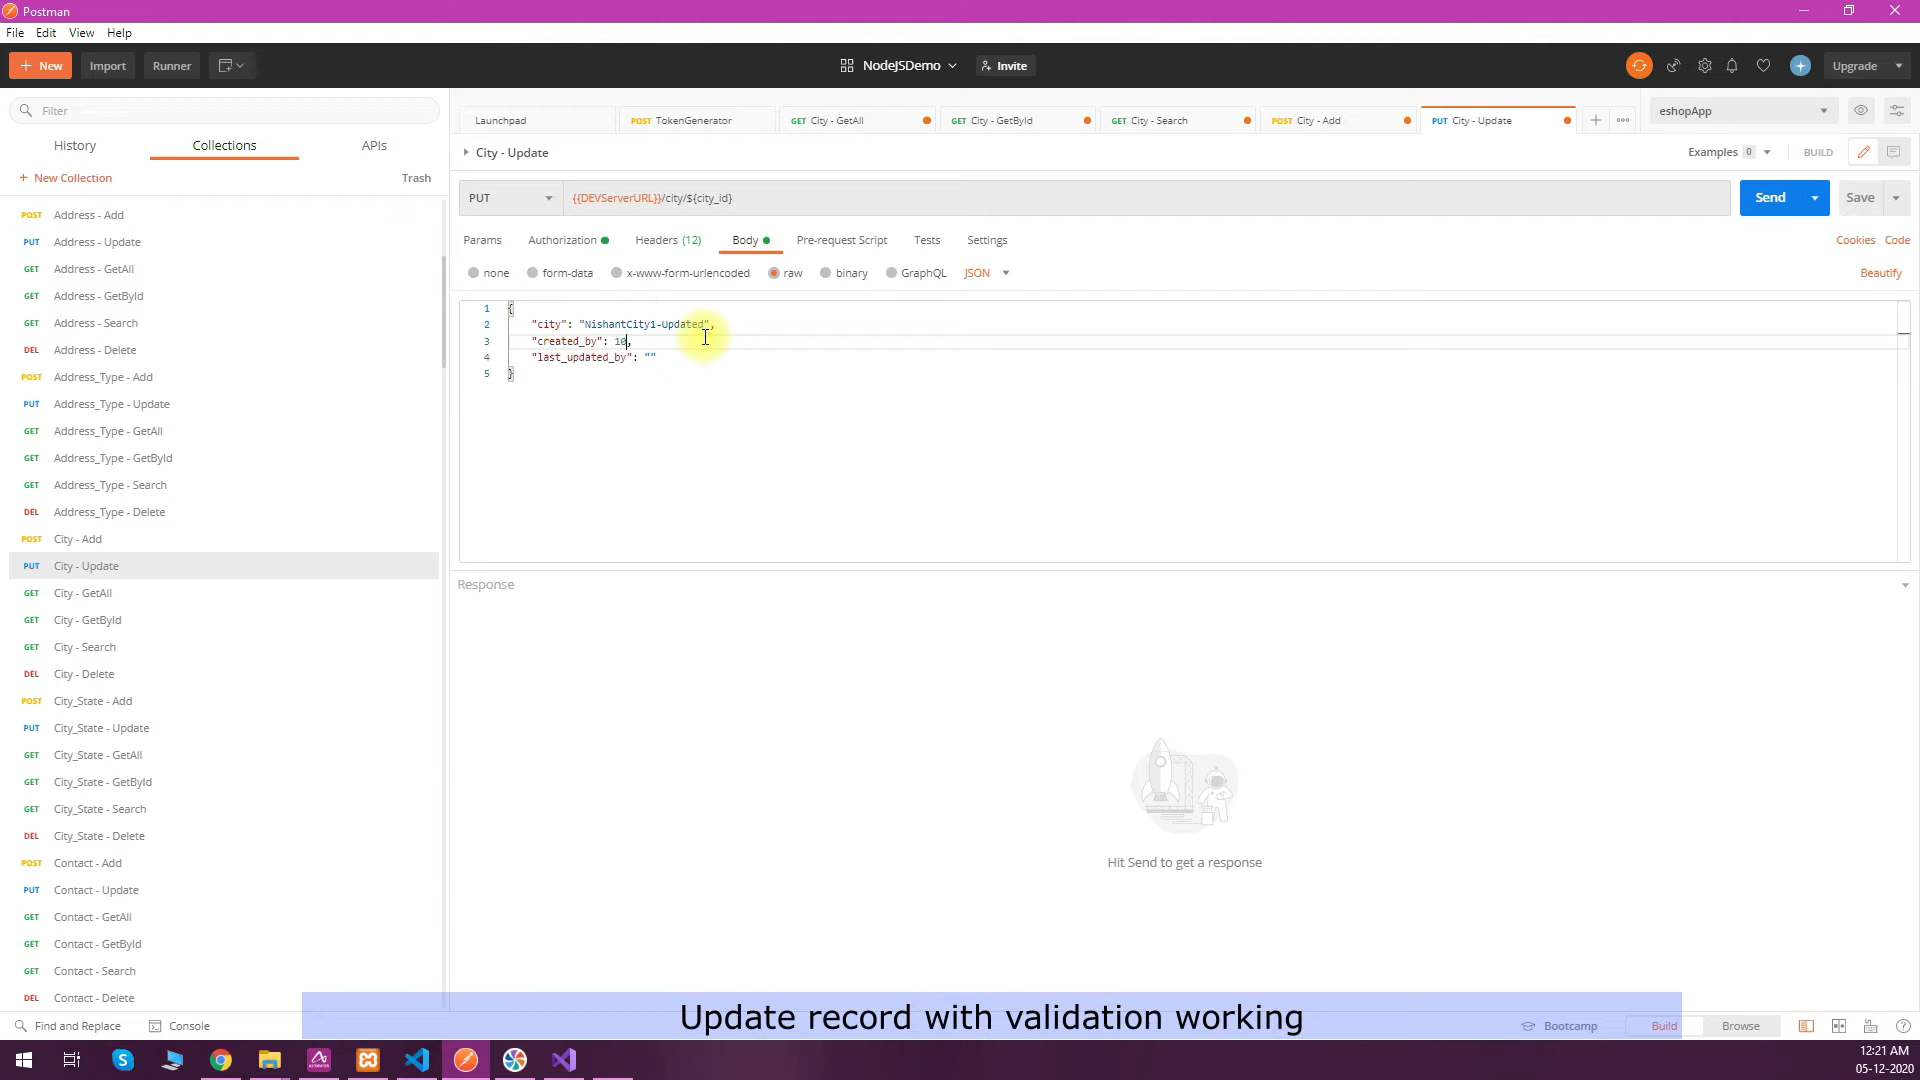 Postman
File Edit View Help
New Import Runner NodeJSDemo Invite Upgrade
Filter
History Collections APIs
New Collection Trash
POST Address - Add
PUT Address - Update
GET Address - GetAll
GET Address - GetById
GET Address - Search
DEL Address - Delete
POST Address_Type - Add
PUT Address_Type - Update
GET Address_Type - GetAll
GET Address_Type - GetById
GET Address_Type - Search
DEL Address_Type - Delete
POST City - Add
PUT City - Update
GET City - GetAll
GET City - GetById
GET City - Search
DEL City - Delete
POST City_State - Add
PUT City_State - Update
GET City_State - GetAll
GET City_State - GetById
GET City_State - Search
DEL City_State - Delete
POST Contact - Add
PUT Contact - Update
GET Contact - GetAll
GET Contact - GetById
GET Contact - Search
DEL Contact - Delete
Launchpad POST TokenGenerator GET City - GetAll GET City - GetById GET City - Search POST City - Add PUT City - Update eshopApp
City - Update Examples 0 BUILD
PUT {{DEVServerURL}}/city/${city_id} Send Save
Params Authorization Headers (12) Body Pre-request Script Tests Settings Cookies Code
none form-data x-www-form-urlencoded raw binary GraphQL JSON Beautify
1 {
2 "city": "NishantCity1-Updated",
3 "created_by": 10,
4 "last_updated_by": ""
5 }
Response
Hit Send to get a response
Update record with validation working
Find and Replace Console Bootcamp Build Browse
12:21 AM
05-12-2020